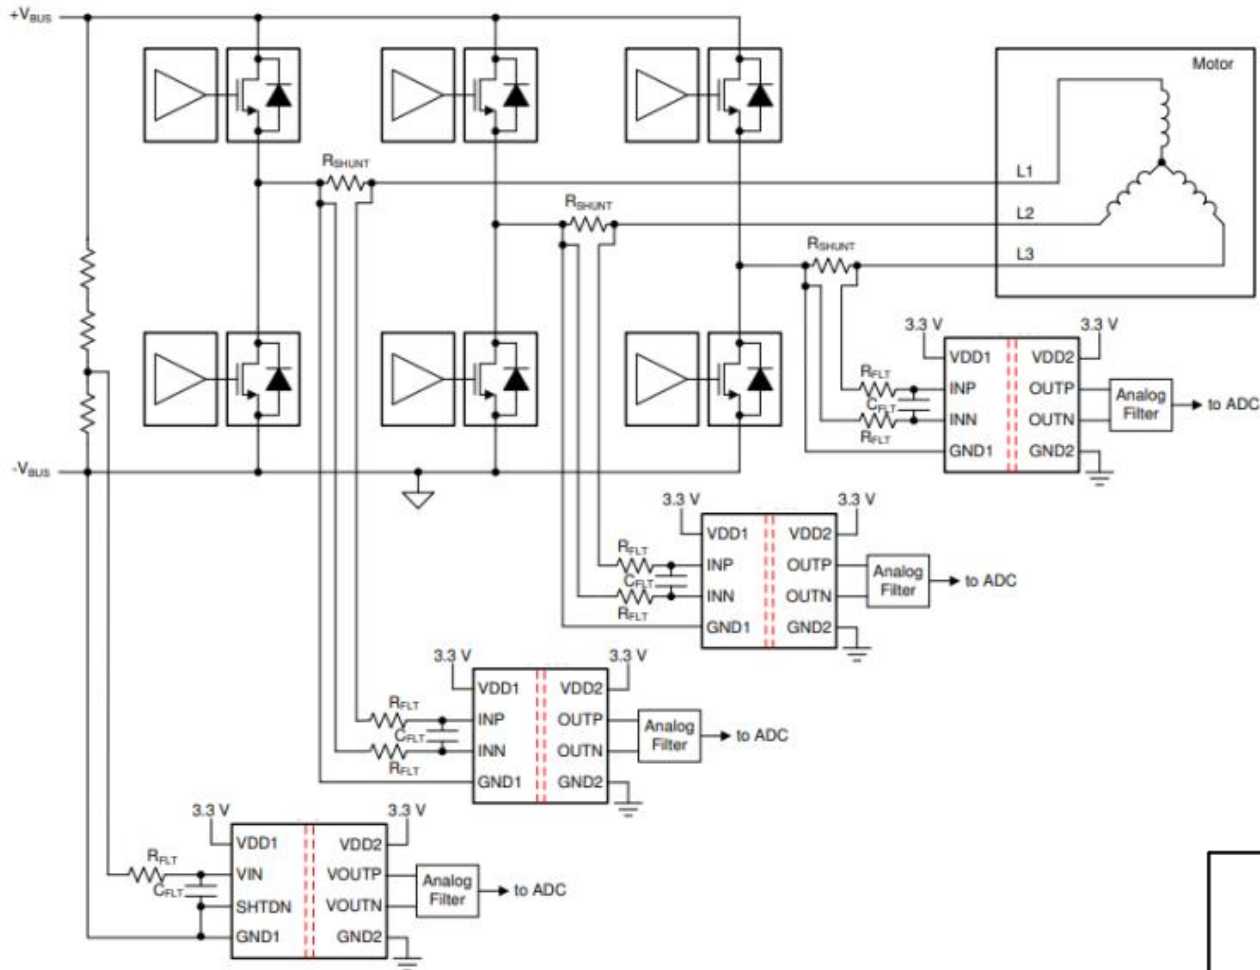 +VBUS
Motor
RSHUNT
L1
RSHUNT
L2
RSHUNT
L3
3.3 V
3.3 V
VDD1
VDD2
RFLT
INP
OUTP
CFLT
Analog
Filter
to ADC
INN
OUTN
RFLT
GND1
GND2
-VBUS
3.3 V
3.3 V
VDD1
VDD2
RFLT
INP
OUTP
CFLT
Analog
Filter
to ADC
INN
OUTN
RFLT
GND1
GND2
3.3 V
3.3 V
VDD1
VDD2
RFLT
INP
OUTP
CFLT
Analog
Filter
to ADC
INN
OUTN
RFLT
GND1
GND2
3.3 V
3.3 V
VDD1
VDD2
RFLT
VIN
VOUTP
CFLT
Analog
Filter
to ADC
SHTDN
VOUTN
GND1
GND2